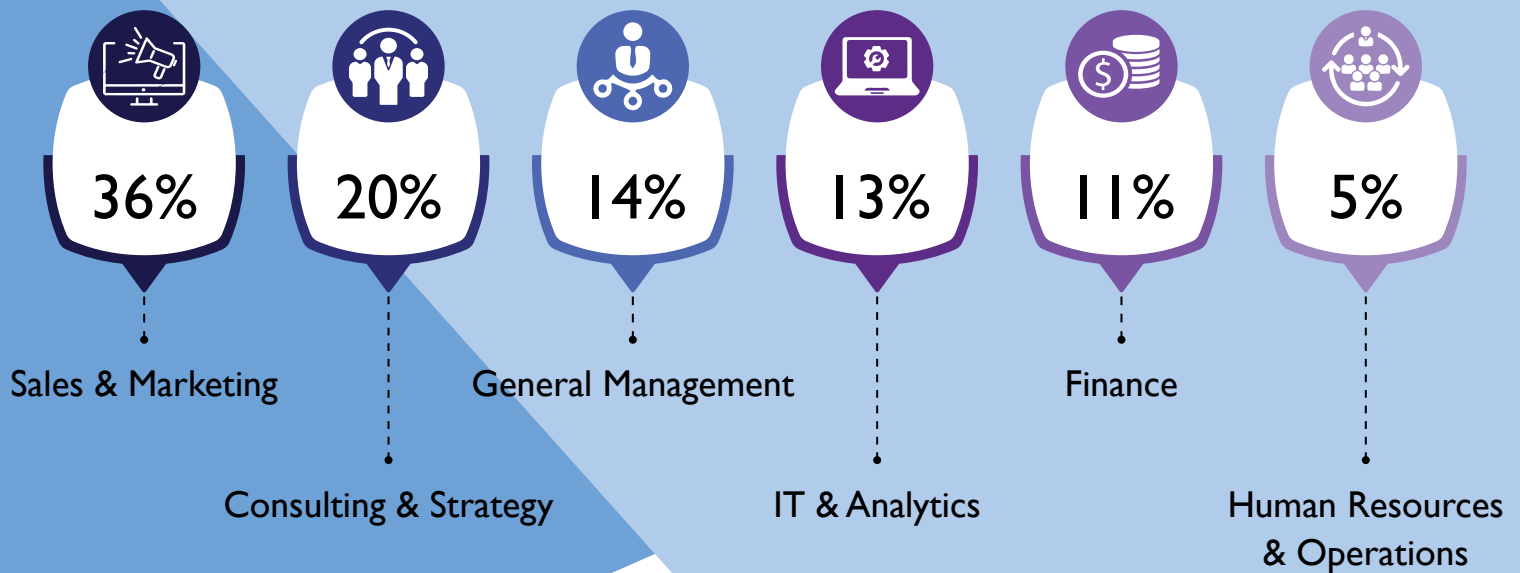 36%
20%
14%
13%
11%
5%
Sales & Marketing
General Management
Finance
Consulting & Strategy
IT & Analytics
Human Resources
& Operations